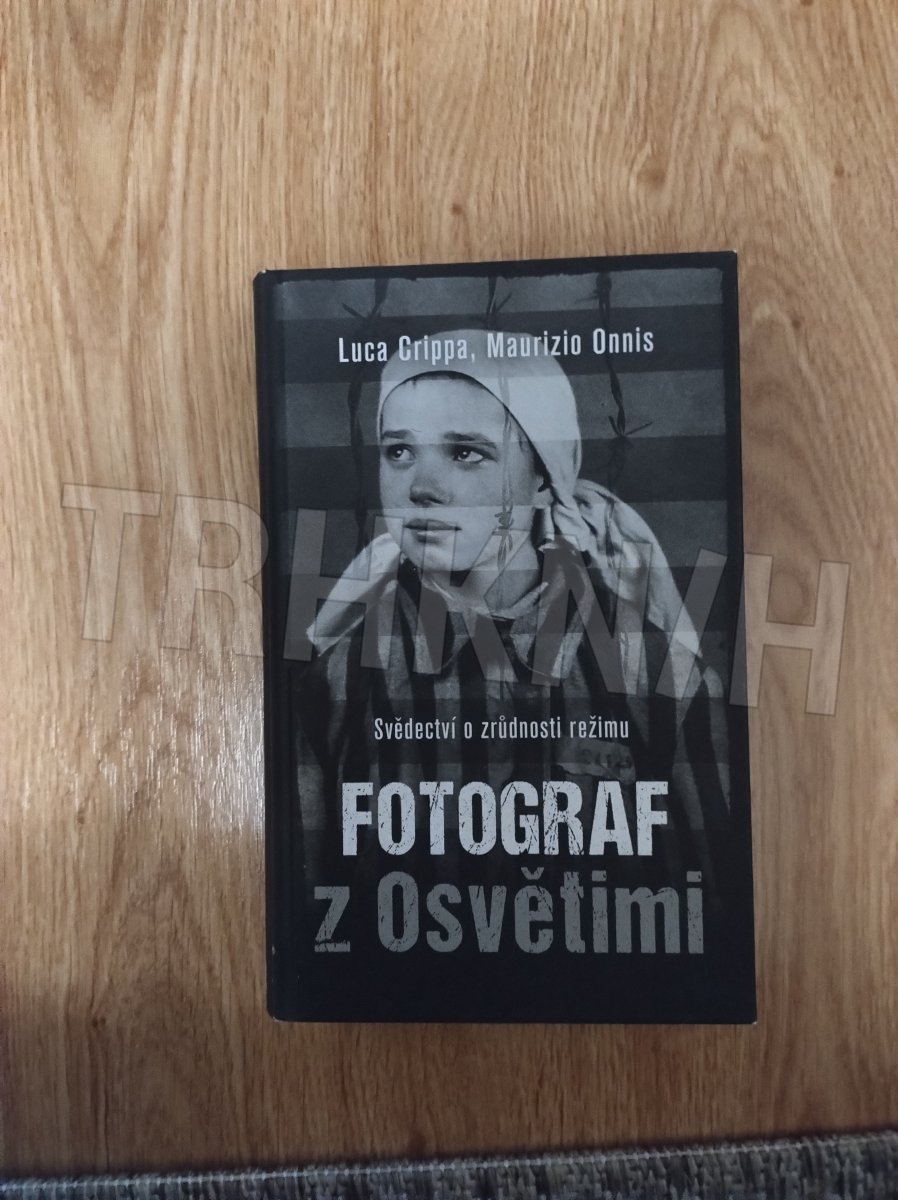 Luca Crippa, Maurizio Onnis
TRHKNIH
Svědectví o zrůdnosti režimu
FOTOGRAF
z Osvětimi